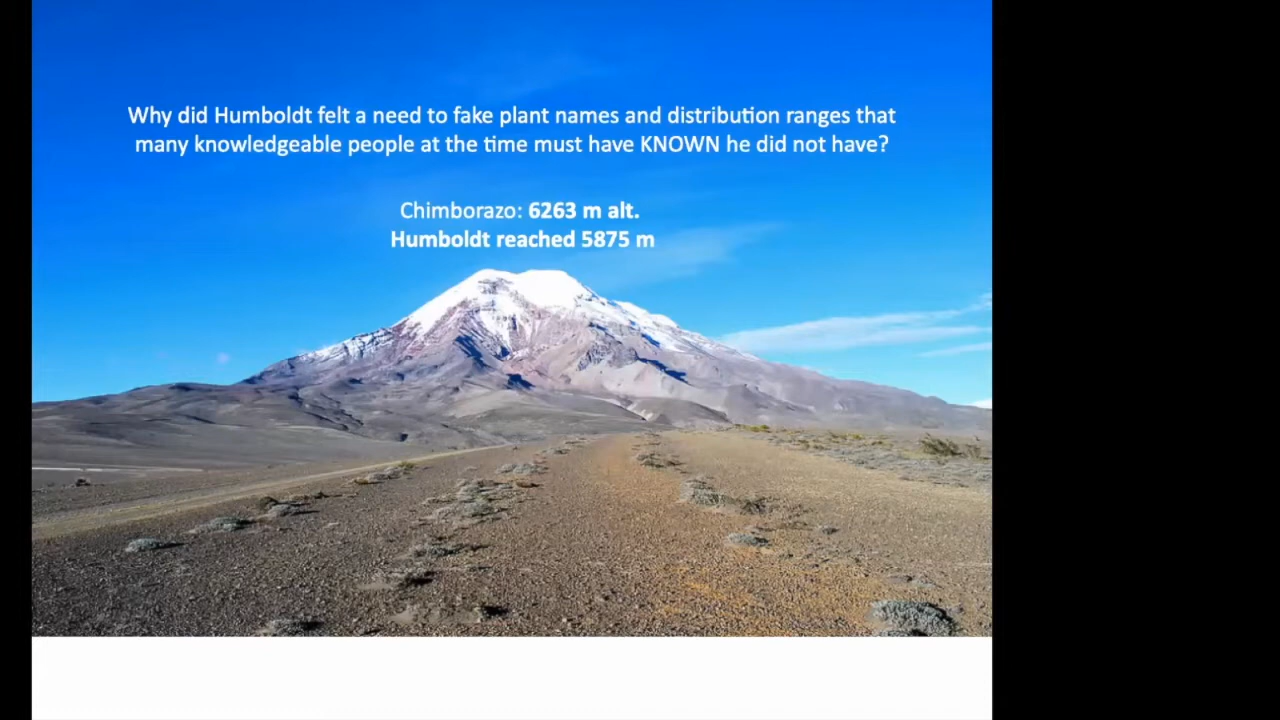 Why did Humboldt felt a need to fake plant names and distribution ranges that
many knowledgeable people at the time must have KNOWN he did not have?
Chimborazo: 6263 m alt.
Humboldt reached 5875 m